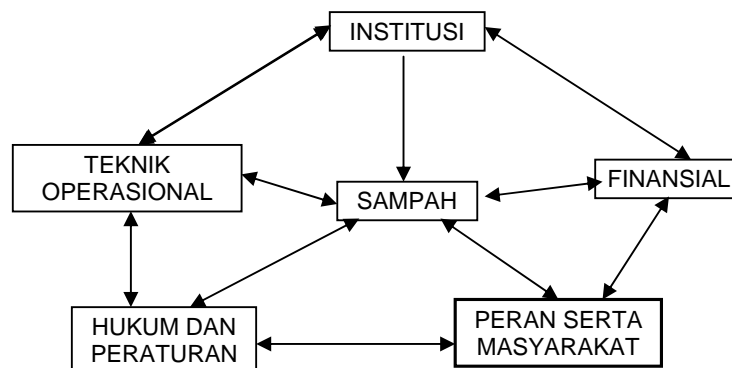 INSTITUSI
TEKNIK
OPERASIONAL
SAMPAH
FINANSIAL
HUKUM DAN
PERATURAN
PERAN SERTA
MASYARAKAT